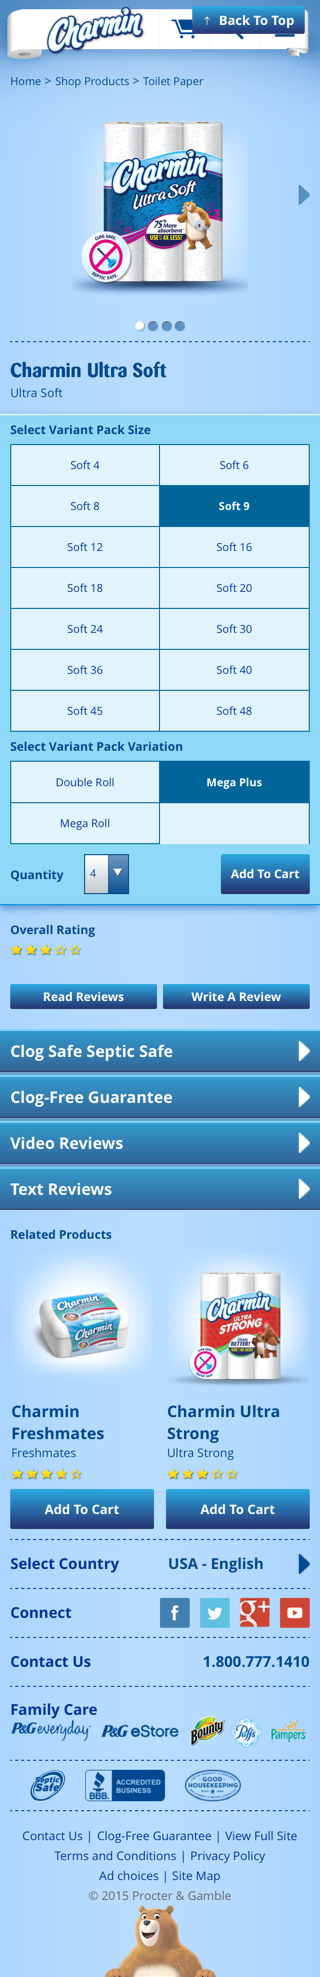 Charmin
↑ Back To Top
Home > Shop Products > Toilet Paper
Charmin
Ultra Soft
75% More
absorbent
USE UP TO 4X LESS!
CLOG SAFE.
SEPTIC SAFE.
Charmin Ultra Soft
Ultra Soft
Select Variant Pack Size
Soft 4
Soft 6
Soft 8
Soft 9
Soft 12
Soft 16
Soft 18
Soft 20
Soft 24
Soft 30
Soft 36
Soft 40
Soft 45
Soft 48
Select Variant Pack Variation
Double Roll
Mega Plus
Mega Roll
Quantity
4
Add To Cart
Overall Rating
Read Reviews
Write A Review
Clog Safe Septic Safe
Clog-Free Guarantee
Video Reviews
Text Reviews
Related Products
Charmin
Charmin
Charmin
ULTRA
STRONG
Charmin
Freshmates
Freshmates
Charmin Ultra
Strong
Ultra Strong
Add To Cart
Add To Cart
Select Country
USA - English
Connect
f
g+
Contact Us
1.800.777.1410
Family Care
P&G everyday
P&G eStore
Bounty
Puffs
Pampers
Septic
Safe
BBB.
ACCREDITED
BUSINESS
GOOD
HOUSEKEEPING
Contact Us | Clog-Free Guarantee | View Full Site
Terms and Conditions | Privacy Policy
Ad choices | Site Map
© 2015 Procter & Gamble